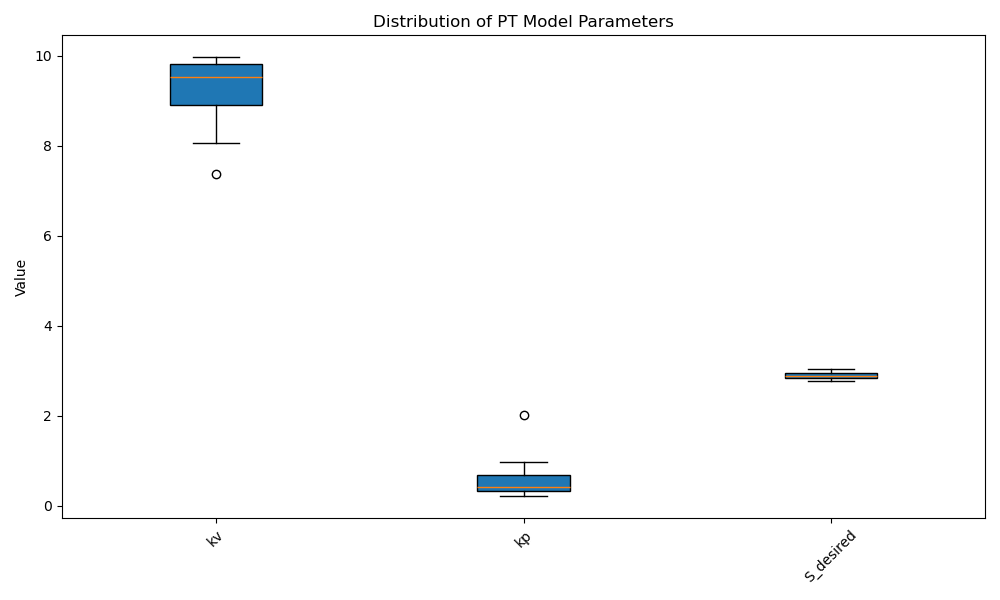 Distribution of PT Model Parameters
10
8
6
4
2
0
Value
kv
kp
S_desired